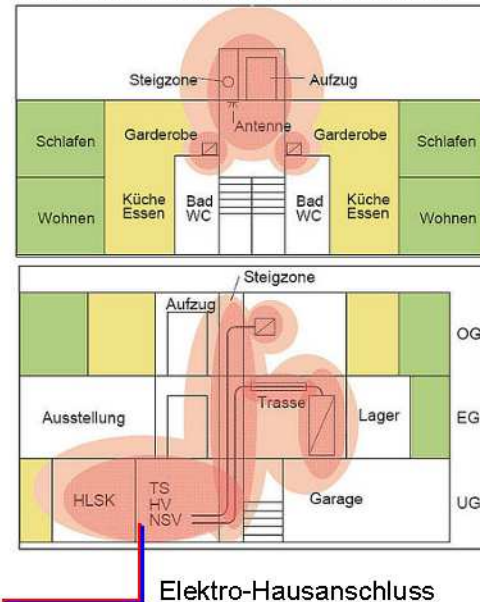 Steigzone
Aufzug
Antenne
Garderobe
Garderobe
Schlafen
Schlafen
Küche
Essen
Bad
WC
Bad
WC
Küche
Essen
Wohnen
Wohnen
Steigzone
Aufzug
OG
Trasse
Ausstellung
Lager
EG
HLSK
TS
HV
NSV
Garage
UG
Elektro-Hausanschluss